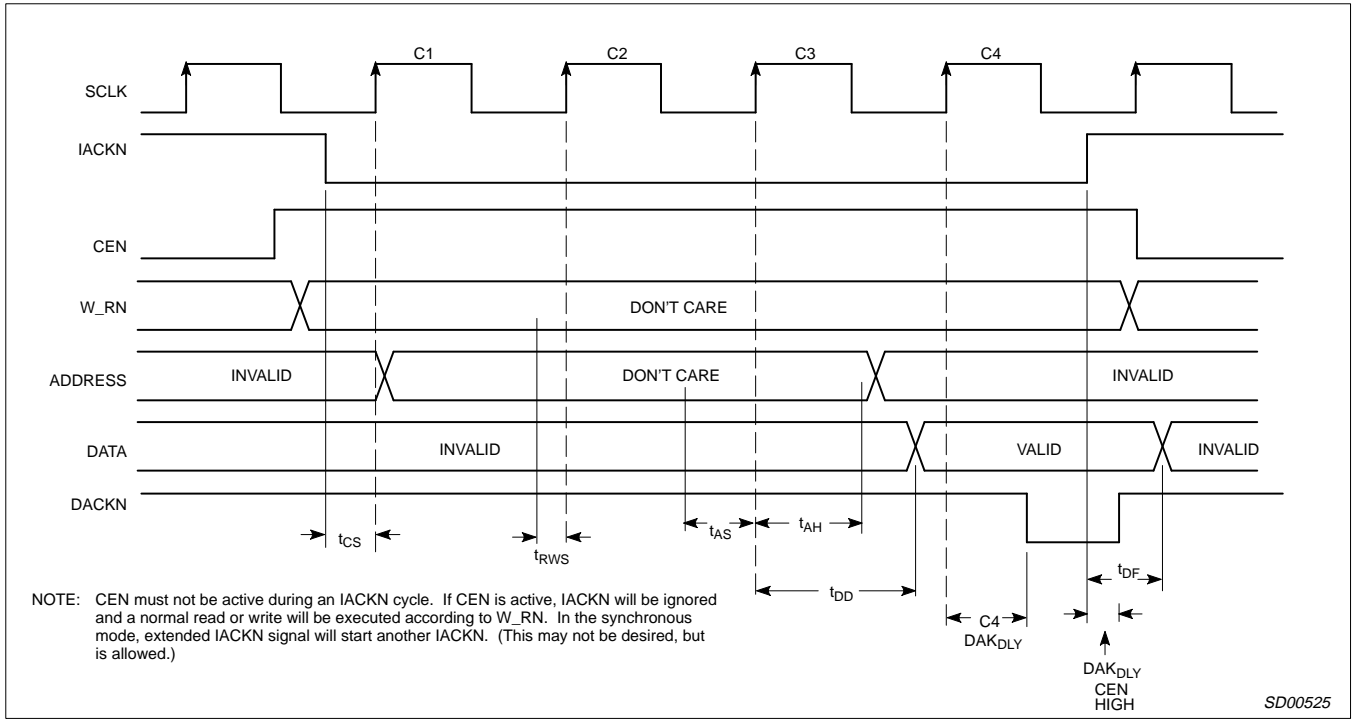 C1 C2 C3 C4
SCLK
IACKN
CEN
W_RN DON'T CARE
ADDRESS INVALID DON'T CARE INVALID
DATA INVALID VALID INVALID
DACKN
tCS tRWS tAS tAH
tDD
tDF
C4
DAKDLY
DAKDLY
CEN
HIGH
NOTE: CEN must not be active during an IACKN cycle. If CEN is active, IACKN will be ignored
and a normal read or write will be executed according to W_RN. In the synchronous
mode, extended IACKN signal will start another IACKN. (This may not be desired, but
is allowed.)
SD00525